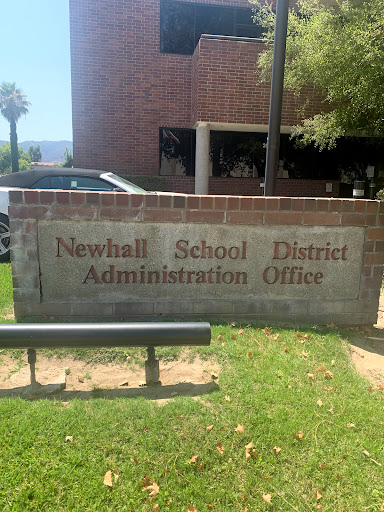 Newhall School District
Administration Office